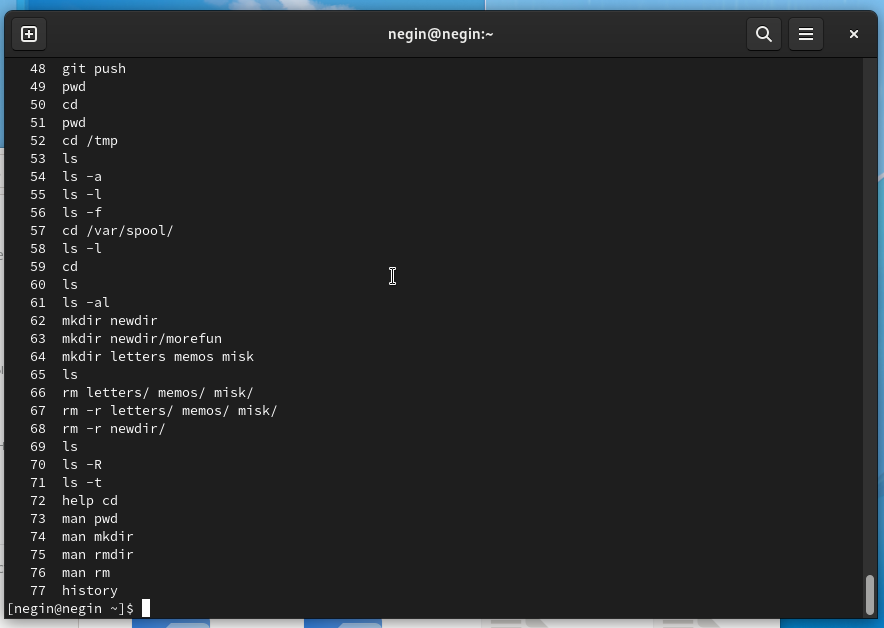 negin@negin:~
48 git push
49 pwd
50 cd
51 pwd
52 cd /tmp
53 ls
54 ls -a
55 ls -l
56 ls -f
57 cd /var/spool/
58 ls -l
59 cd
60 ls
61 ls -al
62 mkdir newdir
63 mkdir newdir/morefun
64 mkdir letters memos misk
65 ls
66 rm letters/ memos/ misk/
67 rm -r letters/ memos/ misk/
68 rm -r newdir/
69 ls
70 ls -R
71 ls -t
72 help cd
73 man pwd
74 man mkdir
75 man rmdir
76 man rm
77 history
[negin@negin ~]$